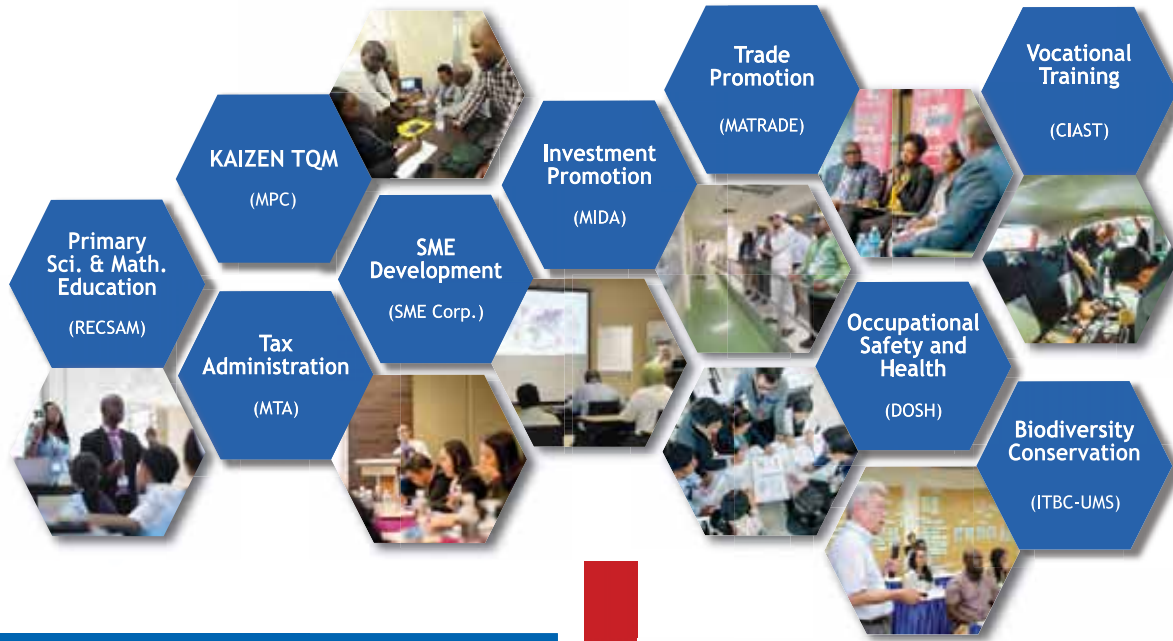 Primary
Sci. & Math.
Education
(RECSAM)
KAIZEN TQM
(MPC)
Tax
Administration
(MTA)
SME
Development
(SME Corp.)
Investment
Promotion
(MIDA)
Trade
Promotion
(MATRADE)
Vocational
Training
(CIAST)
Occupational
Safety and
Health
(DOSH)
Biodiversity
Conservation
(ITBC-UMS)